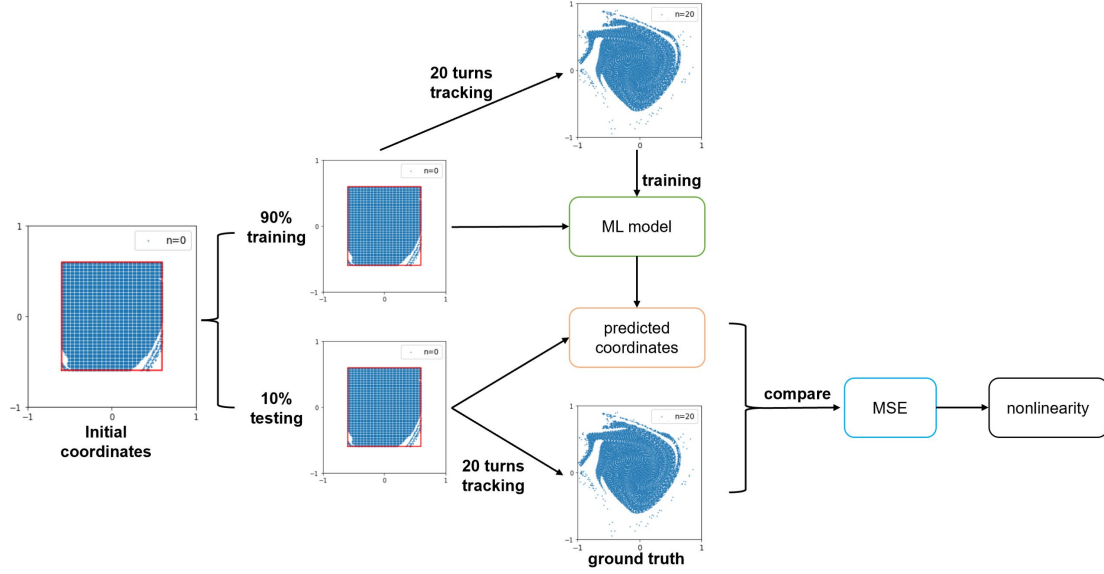 1
n=20
0
-1
-1
0
1
20 turns
tracking
1
n=0
0
-1
-1
0
1
training
ML model
90%
training
1
n=0
0
-1
-1
0
1
Initial
coordinates
10%
testing
1
n=0
0
-1
-1
0
1
20 turns
tracking
predicted
coordinates
1
n=20
0
-1
-1
0
1
ground truth
compare
MSE
nonlinearity